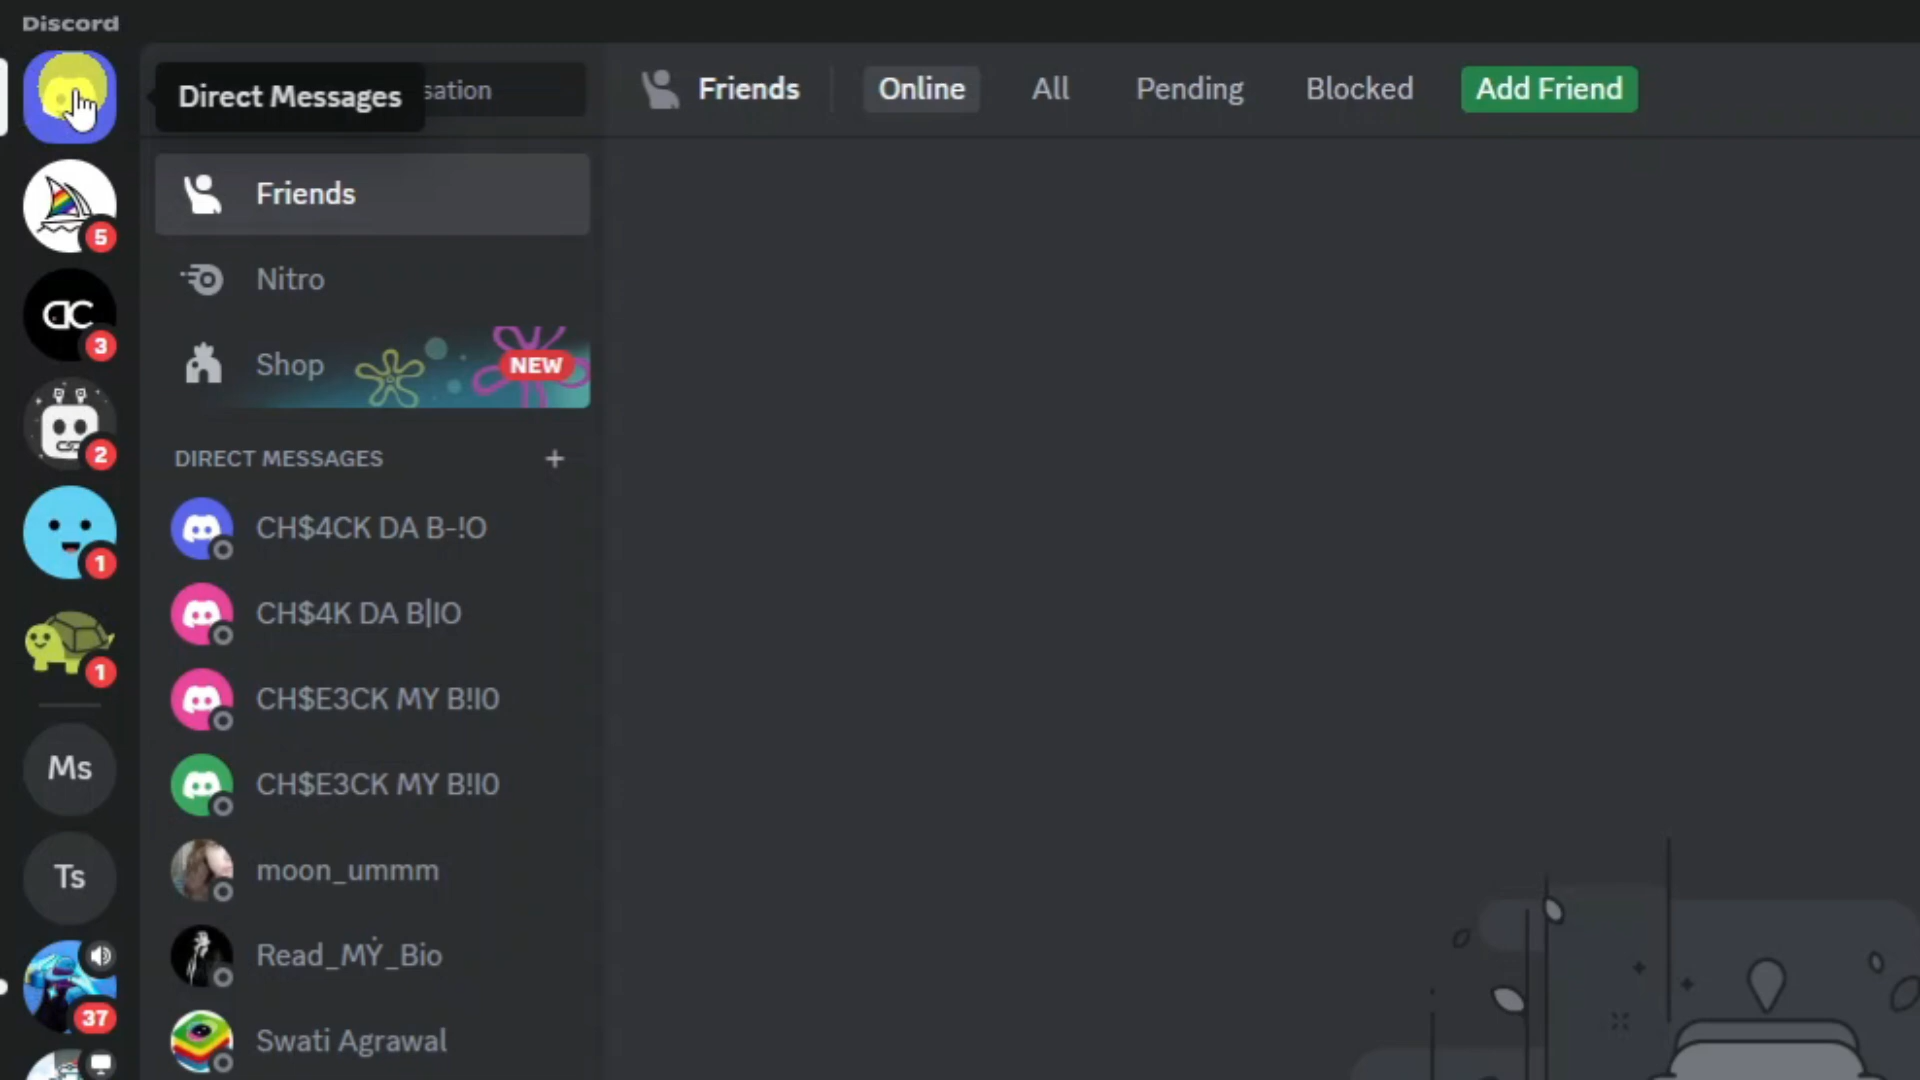 Discord
Direct Messages
sation
Friends
Online
All
Pending
Blocked
Add Friend
5
3
2
1
1
Ms
Ts
37
Friends
Nitro
Shop
NEW
DIRECT MESSAGES
CH$4CK DA B-!O
CH$4K DA B|IO
CH$E3CK MY B!I0
CH$E3CK MY B!I0
moon_ummm
Read_MẎ_Bio
Swati Agrawal